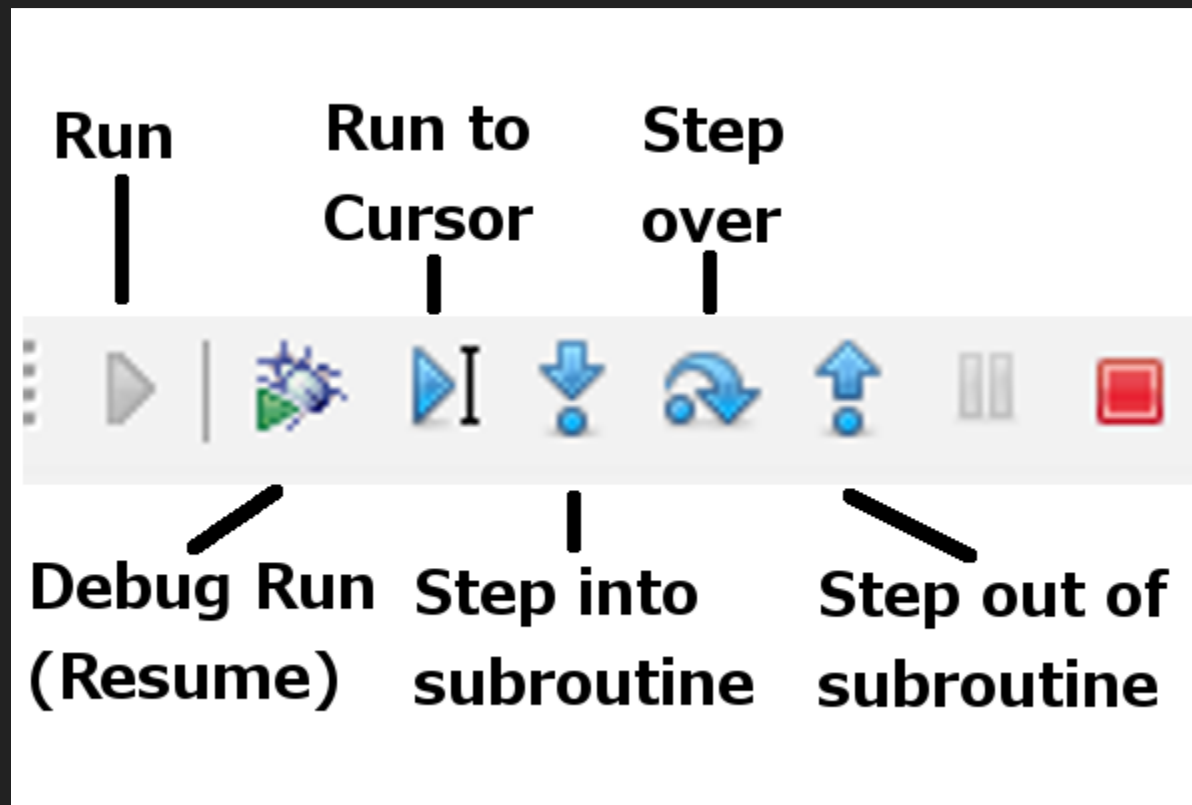 Run
Run to
Cursor
Step
over
Debug Run
(Resume)
Step into
subroutine
Step out of
subroutine